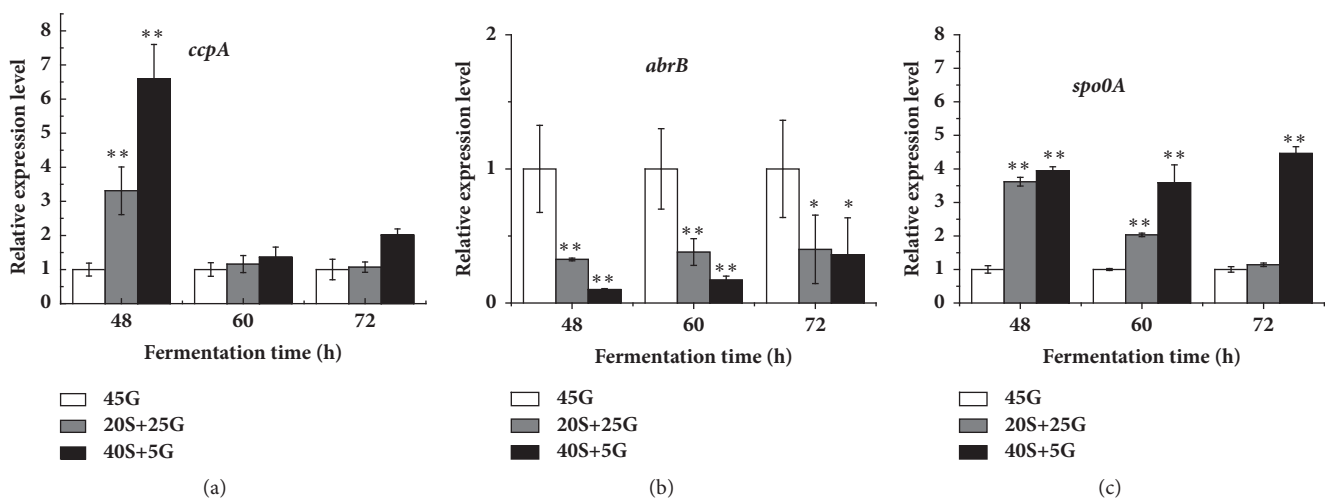 8
7
6
5
4
3
2
1
0
Relative expression level
ccpA
**
**
48
60
72
Fermentation time (h)
45G
20S+25G
40S+5G
(a)
2
1
0
Relative expression level
abrB
**
**
**
**
*
*
48
60
72
Fermentation time (h)
45G
20S+25G
40S+5G
(b)
8
7
6
5
4
3
2
1
0
Relative expression level
spo0A
**
**
**
**
**
48
60
72
Fermentation time (h)
45G
20S+25G
40S+5G
(c)